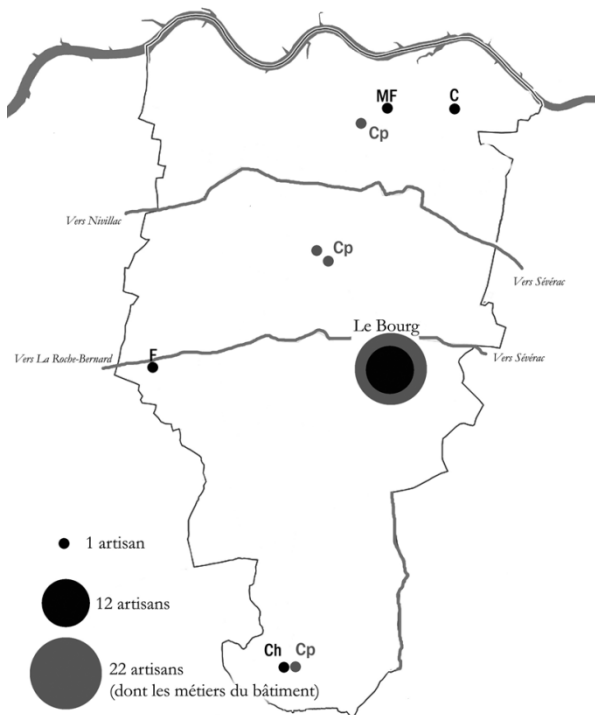 MF
C
Cp
Vers Nivillac
Cp
Vers Sévérac
Le Bourg
Vers La Roche-Bernard
F
Vers Sévérac
1 artisan
12 artisans
Ch
Cp
22 artisans
(dont les métiers du bâtiment)